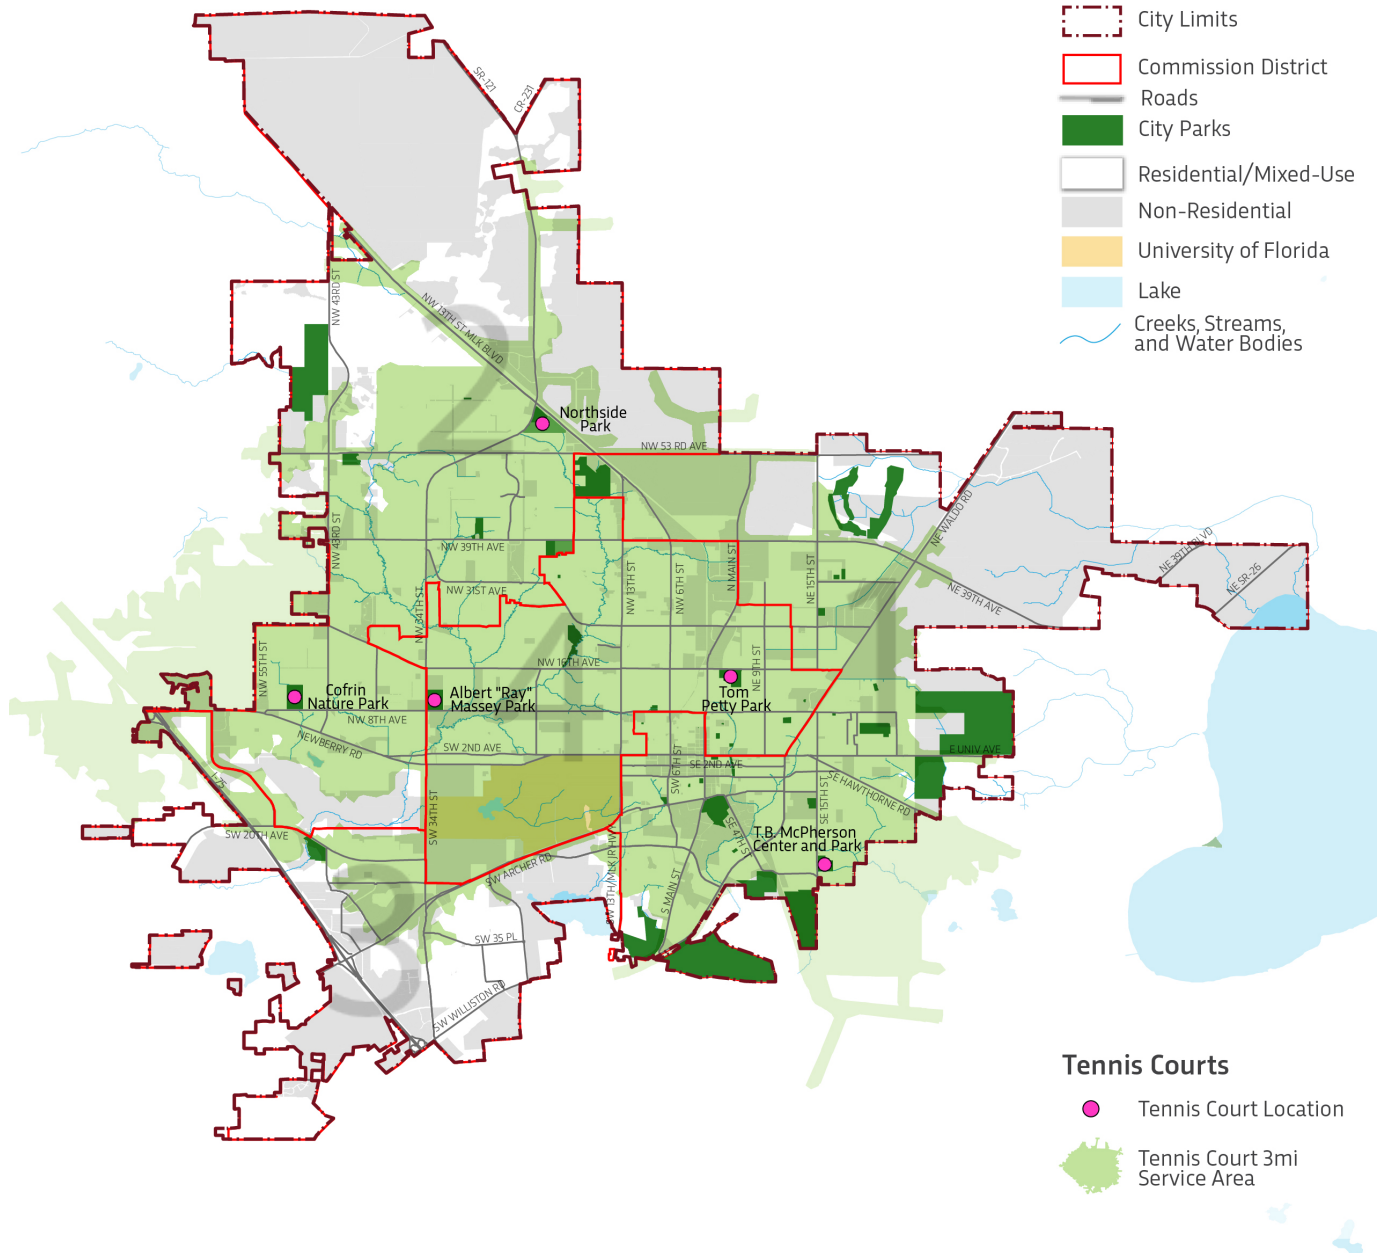 City Limits
Commission District
Roads
City Parks
Residential/Mixed-Use
Non-Residential
University of Florida
Lake
Creeks, Streams,
and Water Bodies
SR-121
CR-231
NW 43RD ST
NW 13TH ST MLK BLVD
2
Northside
Park
NW 53 RD AVE
NW 43RD ST
NW 39TH AVE
NE WALDO RD
NE 39TH BLVD
NE SR-26
NE 39TH AVE
N MAIN ST
NE 15TH ST
NW 13TH ST
NW 6TH ST
NW 31ST AVE
NW 34TH ST
1
NW 55TH ST
NW 16TH AVE
NE 9TH ST
Cofrin
Nature Park
Albert "Ray"
Massey Park
Tom
Petty Park
4
NW 8TH AVE
NEWBERRY RD
SW 2ND AVE
E UNIV AVE
SE 2ND AVE
SW 6TH ST
I-75
SE HAWTHORNE RD
SE 15TH ST
SW 34TH ST
SW 20TH AVE
SE 4TH ST
T.B. McPherson
Center and Park
SW ARCHER RD
SW 13TH/MLK JR HW
S MAIN ST
3
SW 35 PL
SW WILLISTON RD
Tennis Courts
Tennis Court Location
Tennis Court 3mi
Service Area